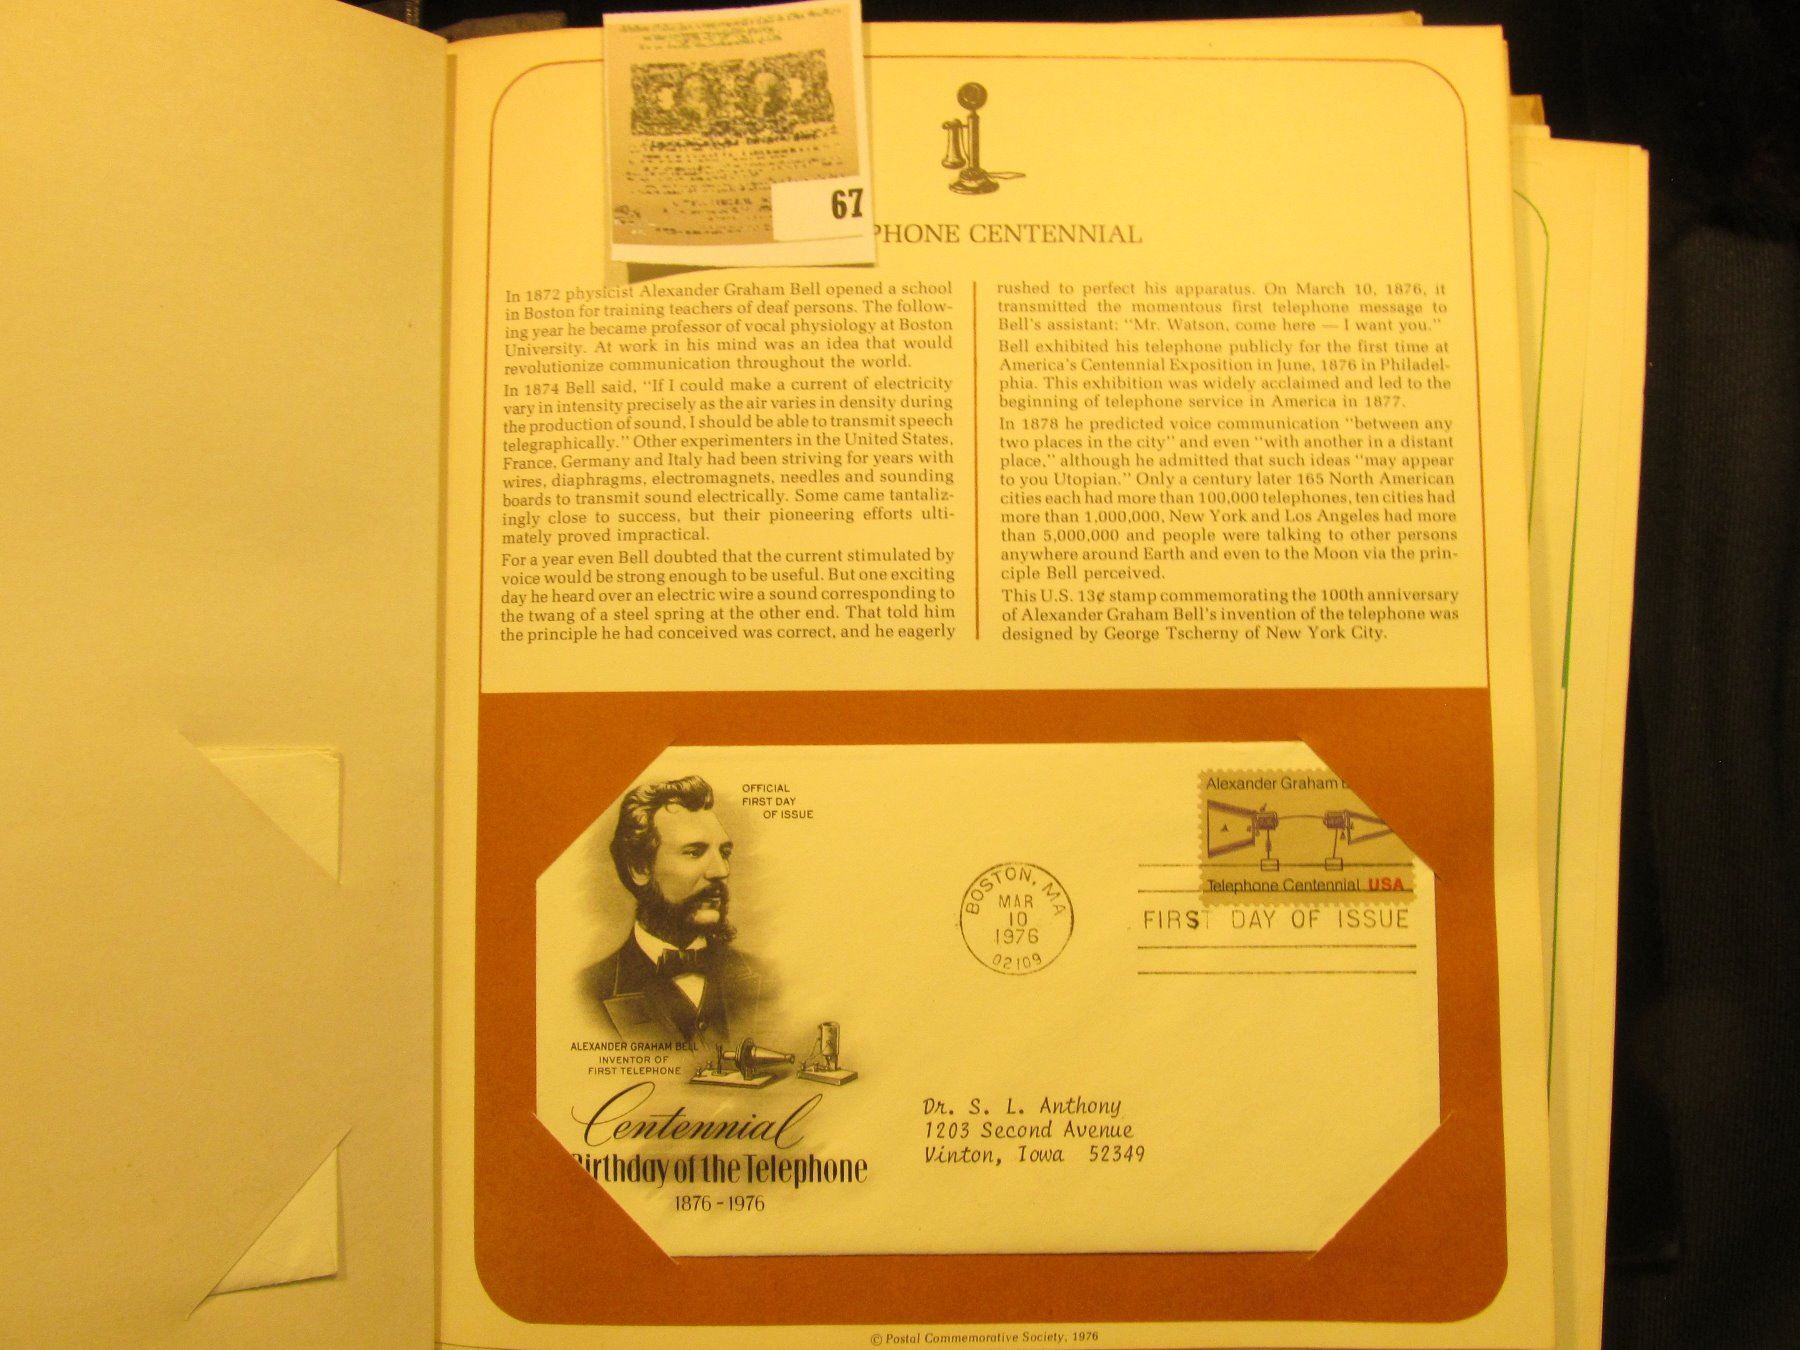 67
PHONE CENTENNIAL
In 1872 physicist Alexander Graham Bell opened a school
in Boston for training teachers of deaf persons. The follow-
ing year he became professor of vocal physiology at Boston
University. At work in his mind was an idea that would
revolutionize communication throughout the world.
In 1874 Bell said, "If I could make a current of electricity
vary in intensity precisely as the air varies in density during
the production of sound, I should be able to transmit speech
telegraphically." Other experimenters in the United States,
France, Germany and Italy had been striving for years with
wires, diaphragms, electromagnets, needles and sounding
boards to transmit sound electrically. Some came tantaliz-
ingly close to success, but their pioneering efforts ulti-
mately proved impractical.
For a year even Bell doubted that the current stimulated by
voice would be strong enough to be useful. But one exciting
day he heard over an electric wire a sound corresponding to
the twang of a steel spring at the other end. That told him
the principle he had conceived was correct, and he eagerly
rushed to perfect his apparatus. On March 10, 1876, it
transmitted the momentous first telephone message to
Bell's assistant: "Mr. Watson, come here — I want you."
Bell exhibited his telephone publicly for the first time at
America's Centennial Exposition in June, 1876 in Philadel-
phia. This exhibition was widely acclaimed and led to the
beginning of telephone service in America in 1877.
In 1878 he predicted voice communication "between any
two places in the city" and even "with another in a distant
place," although he admitted that such ideas "may appear
to you Utopian." Only a century later 165 North American
cities each had more than 100,000 telephones, ten cities had
more than 1,000,000, New York and Los Angeles had more
than 5,000,000 and people were talking to other persons
anywhere around Earth and even to the Moon via the prin-
ciple Bell perceived.
This U.S. 13¢ stamp commemorating the 100th anniversary
of Alexander Graham Bell's invention of the telephone was
designed by George Tscherny of New York City.
OFFICIAL
FIRST DAY
OF ISSUE
Alexander Graham
Telephone Centennial USA
BOSTON, MA
MAR
10
1976
02109
FIRST DAY OF ISSUE
ALEXANDER GRAHAM BELL
INVENTOR OF
FIRST TELEPHONE
Centennial
Birthday of the Telephone
1876-1976
Dr. S. L. Anthony
1203 Second Avenue
Vinton, Iowa 52349
© Postal Commemorative Society, 1976